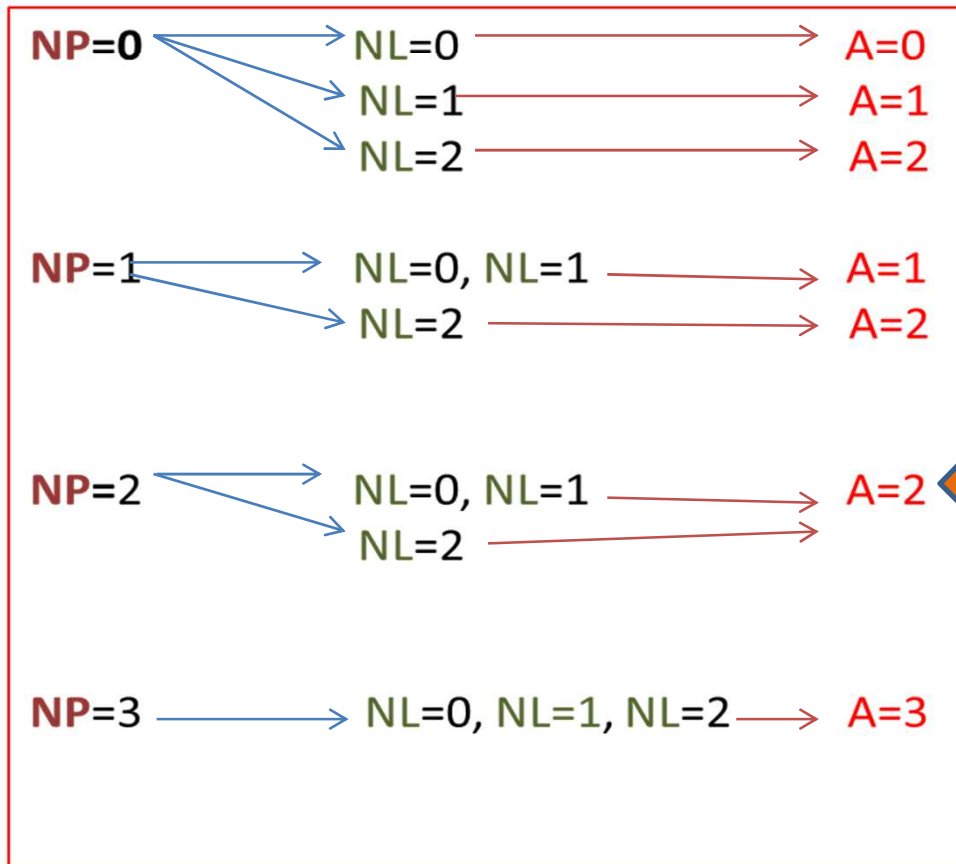 NP=0 NL=0 A=0
NL=1 A=1
NL=2 A=2
NP=1 NL=0, NL=1 A=1
NL=2 A=2
NP=2 NL=0, NL=1 A=2
NL=2
NP=3 NL=0, NL=1, NL=2 A=3